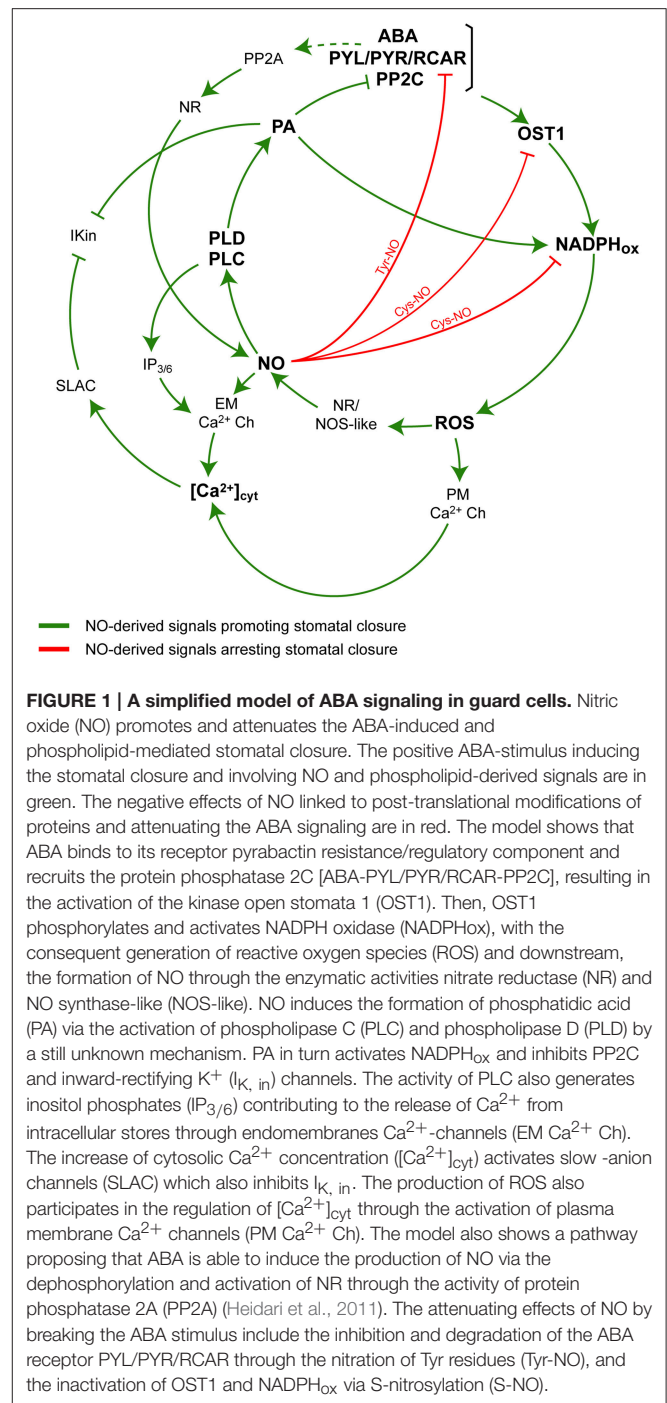 ABA
PYL/PYR/RCAR
PP2C
PP2A
NR
PA
OST1
IKin
PLD
PLC
NADPHox
Tyr-NO
Cys-NO
Cys-NO
NO
IP3/6
SLAC
EM
Ca2+ Ch
NR/
NOS-like
ROS
[Ca2+]cyt
PM
Ca2+ Ch
NO-derived signals promoting stomatal closure
NO-derived signals arresting stomatal closure
FIGURE 1 | A simplified model of ABA signaling in guard cells. Nitric
oxide (NO) promotes and attenuates the ABA-induced and
phospholipid-mediated stomatal closure. The positive ABA-stimulus inducing
the stomatal closure and involving NO and phospholipid-derived signals are in
green. The negative effects of NO linked to post-translational modifications of
proteins and attenuating the ABA signaling are in red. The model shows that
ABA binds to its receptor pyrabactin resistance/regulatory component and
recruits the protein phosphatase 2C [ABA-PYL/PYR/RCAR-PP2C], resulting in
the activation of the kinase open stomata 1 (OST1). Then, OST1
phosphorylates and activates NADPH oxidase (NADPHox), with the
consequent generation of reactive oxygen species (ROS) and downstream,
the formation of NO through the enzymatic activities nitrate reductase (NR) and
NO synthase-like (NOS-like). NO induces the formation of phosphatidic acid
(PA) via the activation of phospholipase C (PLC) and phospholipase D (PLD) by
a still unknown mechanism. PA in turn activates NADPHox and inhibits PP2C
and inward-rectifying K+ (IK, in) channels. The activity of PLC also generates
inositol phosphates (IP3/6) contributing to the release of Ca2+ from
intracellular stores through endomembranes Ca2+-channels (EM Ca2+ Ch).
The increase of cytosolic Ca2+ concentration ([Ca2+]cyt) activates slow -anion
channels (SLAC) which also inhibits IK, in. The production of ROS also
participates in the regulation of [Ca2+]cyt through the activation of plasma
membrane Ca2+ channels (PM Ca2+ Ch). The model also shows a pathway
proposing that ABA is able to induce the production of NO via the
dephosphorylation and activation of NR through the activity of protein
phosphatase 2A (PP2A) (Heidari et al., 2011). The attenuating effects of NO by
breaking the ABA stimulus include the inhibition and degradation of the ABA
receptor PYL/PYR/RCAR through the nitration of Tyr residues (Tyr-NO), and
the inactivation of OST1 and NADPHox via S-nitrosylation (S-NO).